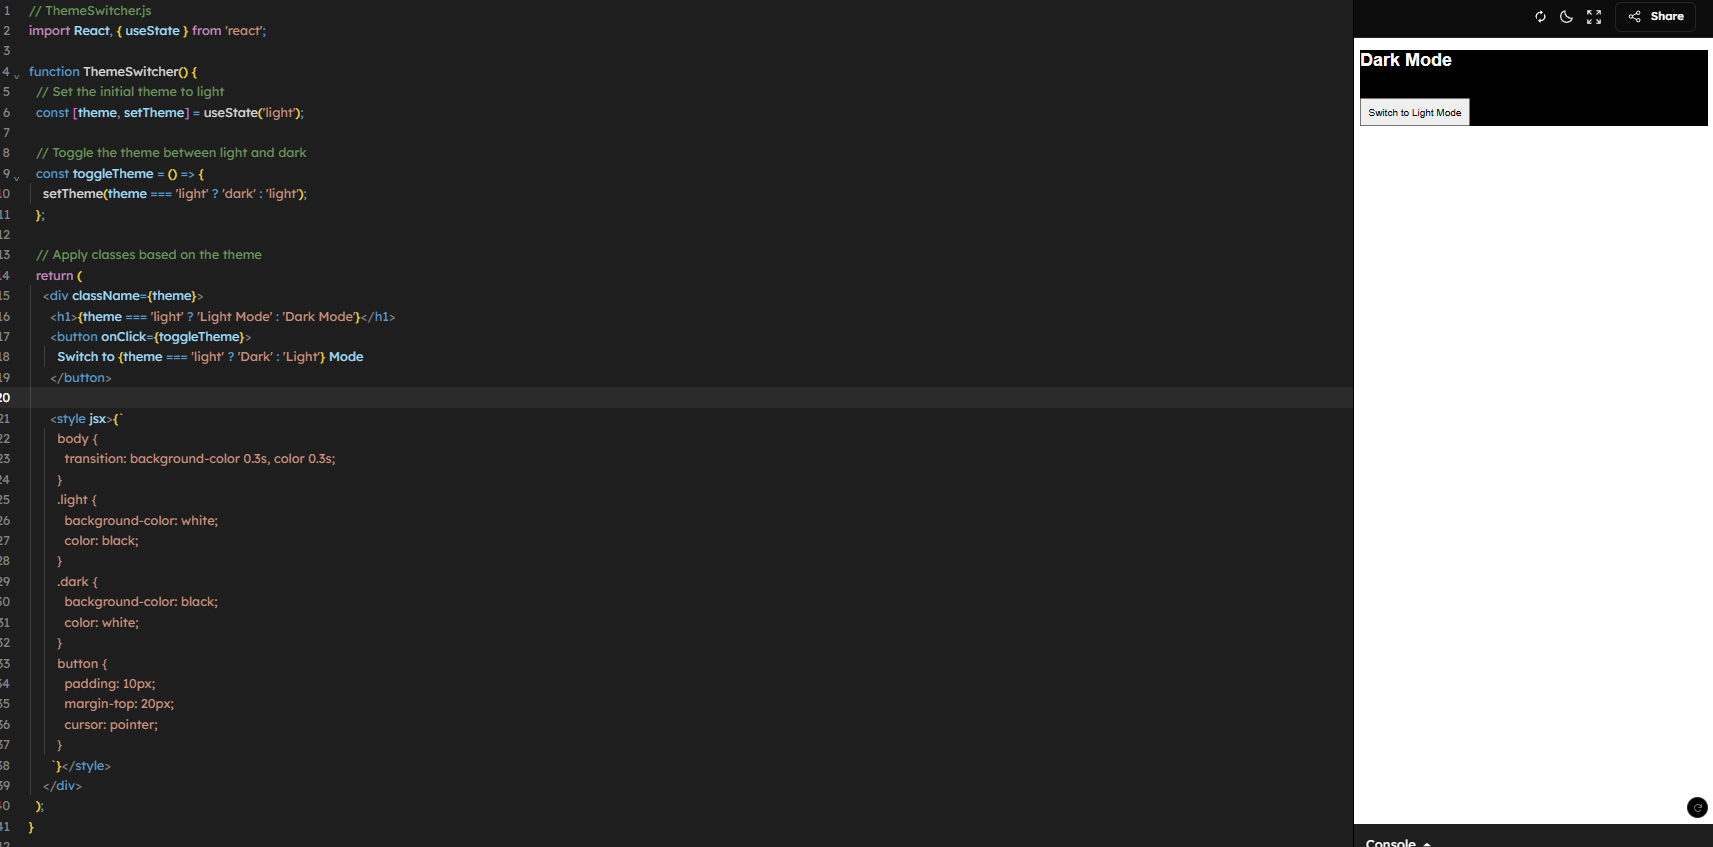 1 // ThemeSwitcher.js
2 import React, { useState } from 'react';
3
4 function ThemeSwitcher() {
5 // Set the initial theme to light
6 const [theme, setTheme] = useState('light');
7
8 // Toggle the theme between light and dark
9 const toggleTheme = () => {
10 setTheme(theme === 'light' ? 'dark' : 'light');
11 };
12
13 // Apply classes based on the theme
14 return (
15 <div className={theme}>
16 <h1>{theme === 'light' ? 'Light Mode' : 'Dark Mode'}</h1>
17 <button onClick={toggleTheme}>
18 Switch to {theme === 'light' ? 'Dark' : 'Light'} Mode
19 </button>
20
21 <style jsx>{`
22 body {
23 transition: background-color 0.3s, color 0.3s;
24 }
25 .light {
26 background-color: white;
27 color: black;
28 }
29 .dark {
30 background-color: black;
31 color: white;
32 }
33 button {
34 padding: 10px;
35 margin-top: 20px;
36 cursor: pointer;
37 }
38 `}</style>
39 </div>
40 );
41 }
Share
Dark Mode
Switch to Light Mode
Console